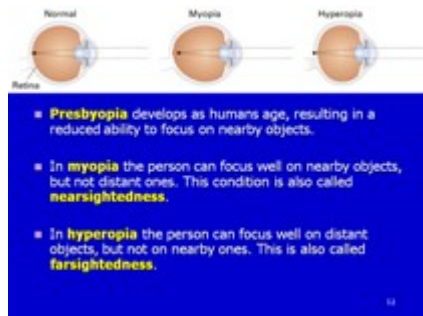 Normal
Myopia
Hyperopia
Retina
Presbyopia develops as humans age, resulting in a
reduced ability to focus on nearby objects.
In myopia the person can focus well on nearby objects,
but not distant ones. This condition is also called
nearsightedness.
In hyperopia the person can focus well on distant
objects, but not on nearby ones. This is also called
farsightedness.